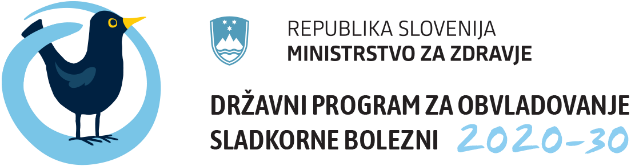 REPUBLIKA SLOVENIJA
MINISTRSTVO ZA ZDRAVJE
DRŽAVNI PROGRAM ZA OBVLADOVANJE
SLADKORNE BOLEZNI 2020-30